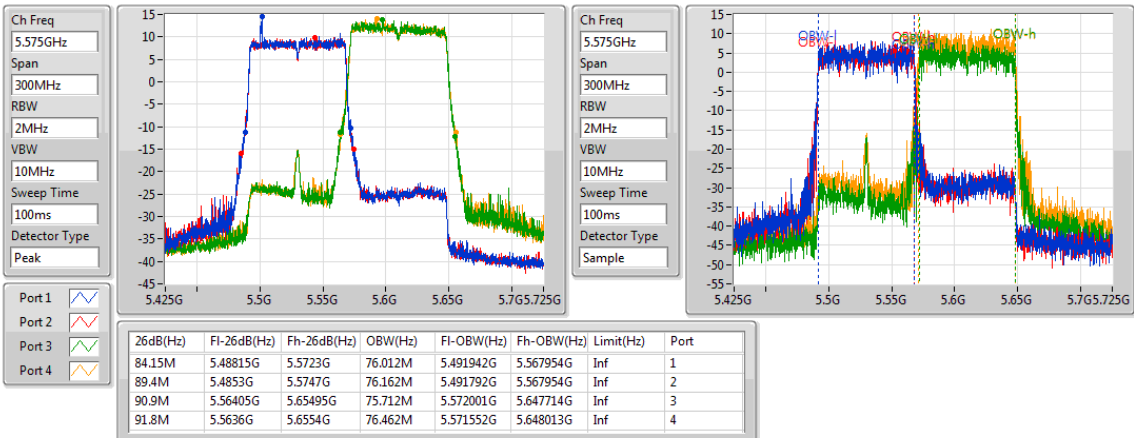 Ch Freq
5.575GHz
Span
300MHz
RBW
2MHz
VBW
10MHz
Sweep Time
100ms
Detector Type
Peak
15
10
5
0
-5
-10
-15
-20
-25
-30
-35
-40
-45
5.425G 5.5G 5.55G 5.6G 5.65G 5.7G 5.725G
Ch Freq
5.575GHz
Span
300MHz
RBW
2MHz
VBW
10MHz
Sweep Time
100ms
Detector Type
Sample
15
10
5
0
-5
-10
-15
-20
-25
-30
-35
-40
-45
-50
-55
OBW-l
OBW-h
5.425G 5.5G 5.55G 5.6G 5.65G 5.7G 5.725G
Port 1
Port 2
Port 3
Port 4
26dB(Hz) Fl-26dB(Hz) Fh-26dB(Hz) OBW(Hz) Fl-OBW(Hz) Fh-OBW(Hz) Limit(Hz) Port
84.15M 5.48815G 5.5723G 76.012M 5.491942G 5.567954G Inf 1
89.4M 5.4853G 5.5747G 76.162M 5.491792G 5.567954G Inf 2
90.9M 5.56405G 5.65495G 75.712M 5.572001G 5.647714G Inf 3
91.8M 5.5636G 5.6554G 76.462M 5.571552G 5.648013G Inf 4